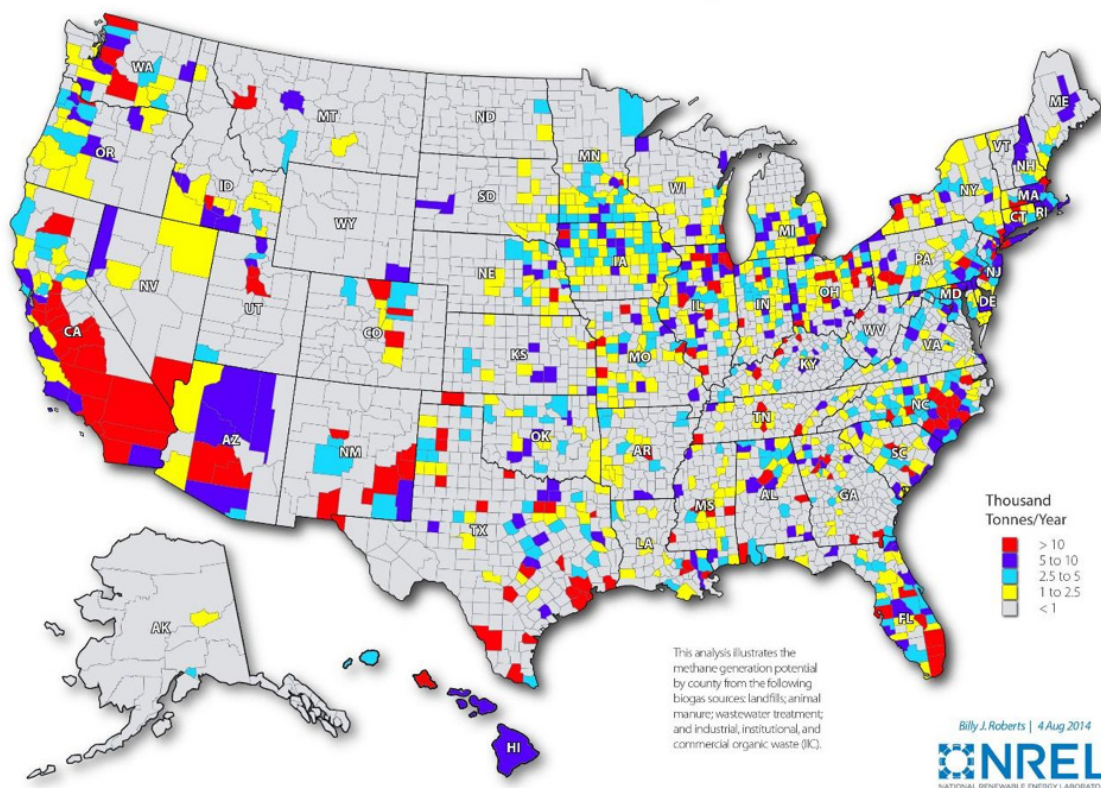 WA
MT
ND
OR
ID
WY
SD
MN
WI
MI
ME
VT
NH
NY
MA
CT
RI
NV
UT
CO
NE
IA
IL
IN
OH
PA
NJ
MD
DE
CA
AZ
NM
KS
MO
KY
WV
VA
OK
AR
TN
NC
SC
TX
LA
MS
AL
GA
FL
AK
HI
Thousand
Tonnes/Year
> 10
5 to 10
2.5 to 5
1 to 2.5
< 1
This analysis illustrates the
methane generation potential
by county from the following
biogas sources: landfills; animal
manure; wastewater treatment;
and industrial, institutional, and
commercial organic waste (IIC).
Billy J. Roberts | 4 Aug 2014
NREL
NATIONAL RENEWABLE ENERGY LABORATO